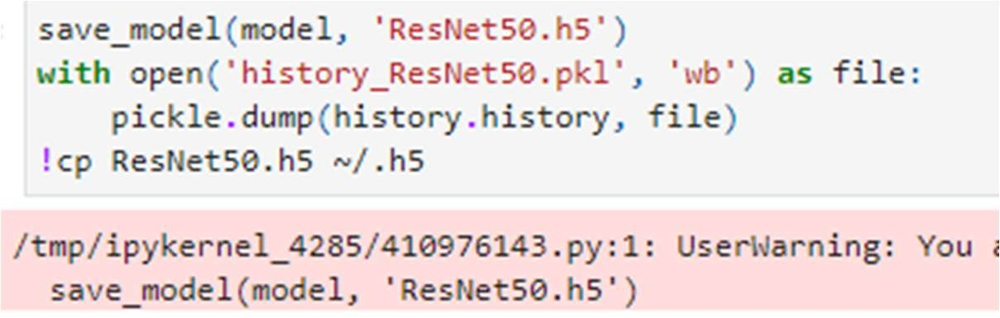 save_model(model, 'ResNet50.h5')
with open('history_ResNet50.pkl', 'wb') as file:
    pickle.dump(history.history, file)
!cp ResNet50.h5 ~/.h5
/tmp/ipykernel_4285/410976143.py:1: UserWarning: You
  save_model(model, 'ResNet50.h5')